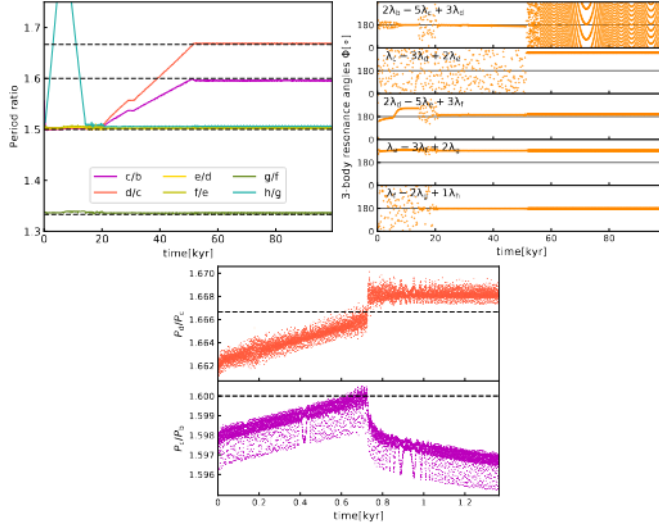 1.7
1.6
1.5
1.4
1.3
Period ratio
c/b
e/d
g/f
d/c
f/e
h/g
0
20
40
60
80
time[kyr]
3-body resonance angles Φ[∘]
2λb − 5λc + 3λd
180
0
λc − 3λd + 2λe
180
0
2λd − 5λe + 3λf
180
0
λe − 3λf + 2λg
180
0
λf − 2λg + 1λh
180
0
0
20
40
60
80
time[kyr]
1.670
1.668
1.666
1.664
1.662
Pd/Pc
1.600
1.599
1.598
1.597
1.596
Pc/Pb
0
0.2
0.4
0.6
0.8
1
1.2
time[kyr]